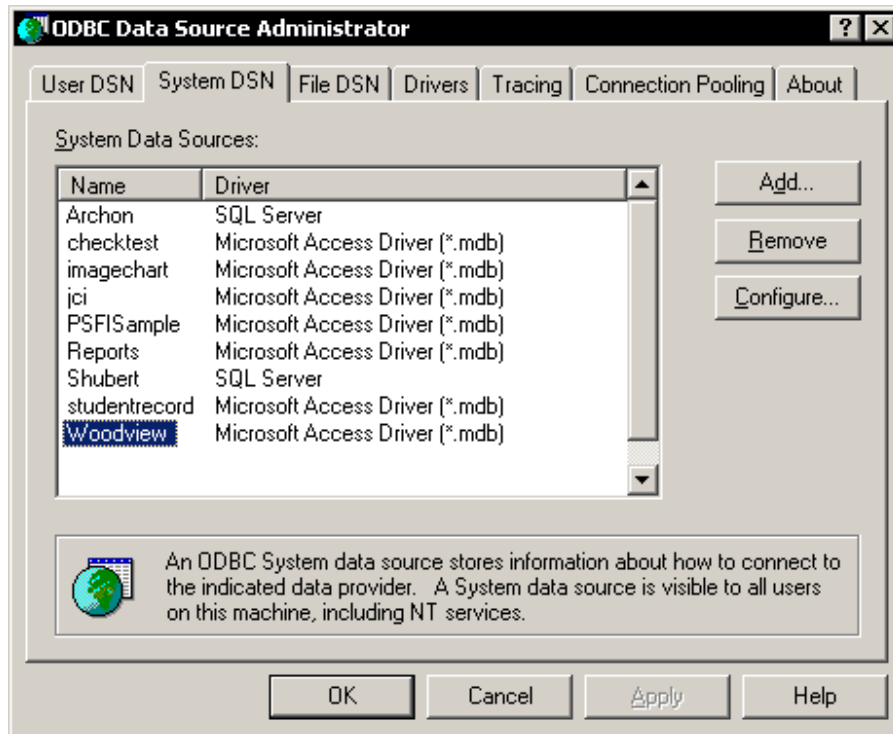 ODBC Data Source Administrator
User DSN System DSN File DSN Drivers Tracing Connection Pooling About
System Data Sources:
Name Driver
Archon SQL Server
checktest Microsoft Access Driver (*.mdb)
imagechart Microsoft Access Driver (*.mdb)
jci Microsoft Access Driver (*.mdb)
PSFISample Microsoft Access Driver (*.mdb)
Reports Microsoft Access Driver (*.mdb)
Shubert SQL Server
studentrecord Microsoft Access Driver (*.mdb)
Woodview Microsoft Access Driver (*.mdb)
Add...
Remove
Configure...
An ODBC System data source stores information about how to connect to
the indicated data provider. A System data source is visible to all users
on this machine, including NT services.
OK Cancel Apply Help